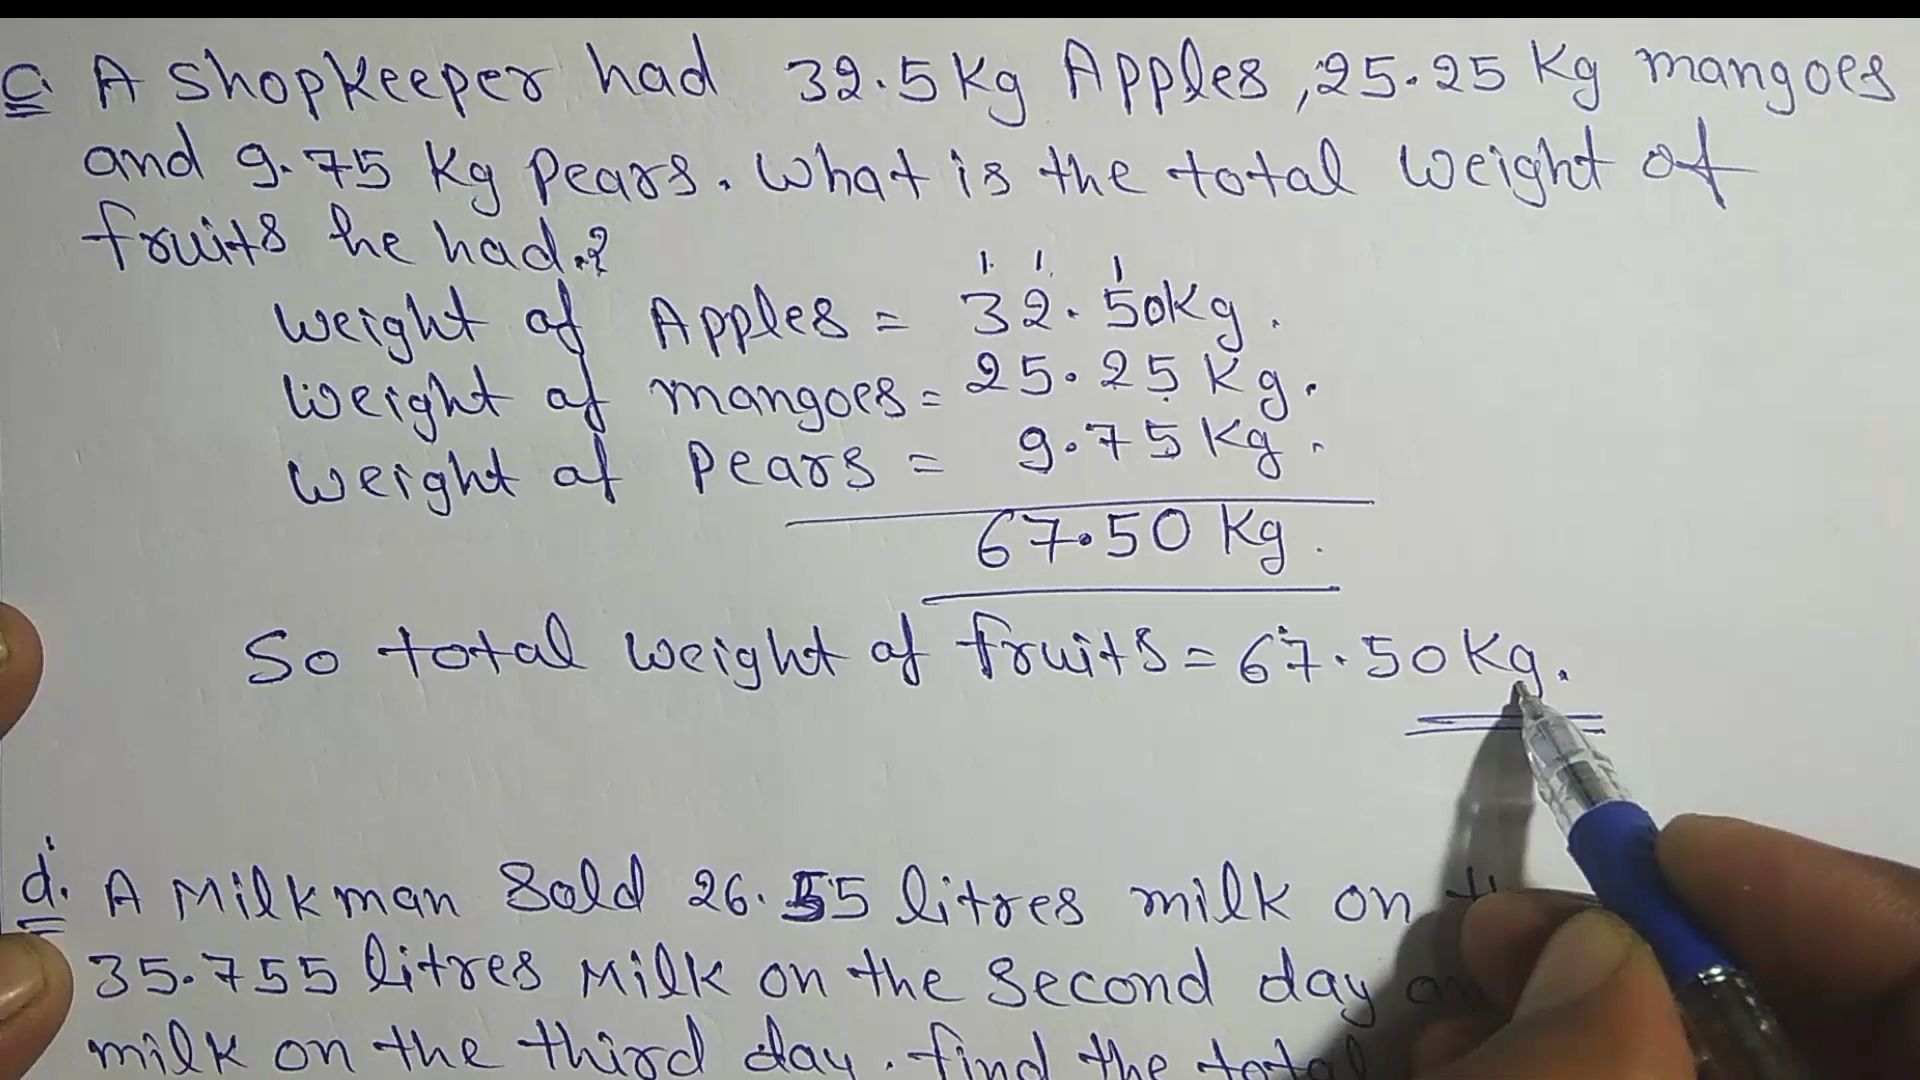 c. A Shopkeeper had 32.5 Kg Apples, 25.25 Kg mangoes
and 9.75 Kg Pears. What is the total weight of
fruits he had.?
1 1 1
Weight of Apples = 32.50Kg.
Weight of mangoes = 25.25 Kg.
Weight of Pears = 9.75 Kg.
67.50 Kg.
So total weight of fruits = 67.50 Kg.
d. A Milkman Sold 26.55 litres milk on
35.755 litres Milk on the Second day
milk on the third day. find the total